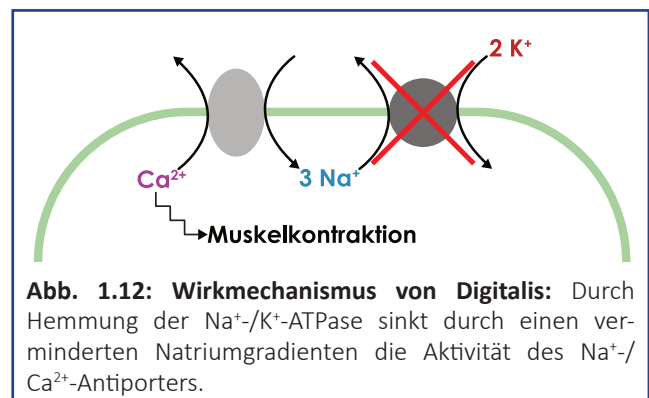 2 K⁺
Ca²⁺
3 Na⁺
Muskelkontraktion
Abb. 1.12: Wirkmechanismus von Digitalis: Durch
Hemmung der Na⁺-/K⁺-ATPase sinkt durch einen ver-
minderten Natriumgradienten die Aktivität des Na⁺-/
Ca²⁺-Antiporters.